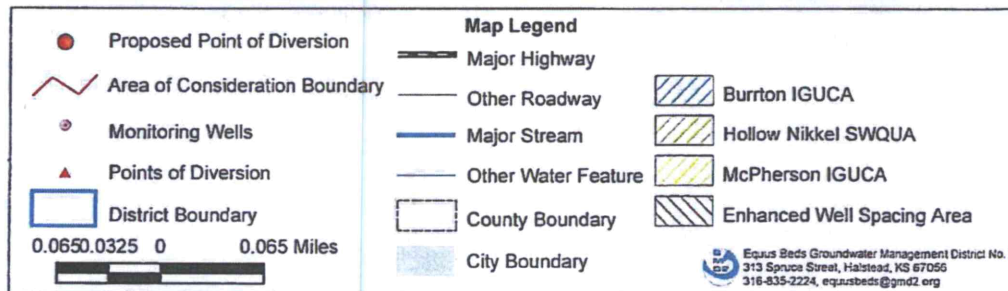 Map Legend
Proposed Point of Diversion
Area of Consideration Boundary
Monitoring Wells
Points of Diversion
District Boundary
0.065 0.0325 0 0.065 Miles
Major Highway
Other Roadway
Major Stream
Other Water Feature
County Boundary
City Boundary
Burrton IGUCA
Hollow Nikkel SWQUA
McPherson IGUCA
Enhanced Well Spacing Area
Equus Beds Groundwater Management District No.
313 Spruce Street, Halstead, KS 67056
316-835-2224, equusbeds@gmd2.org